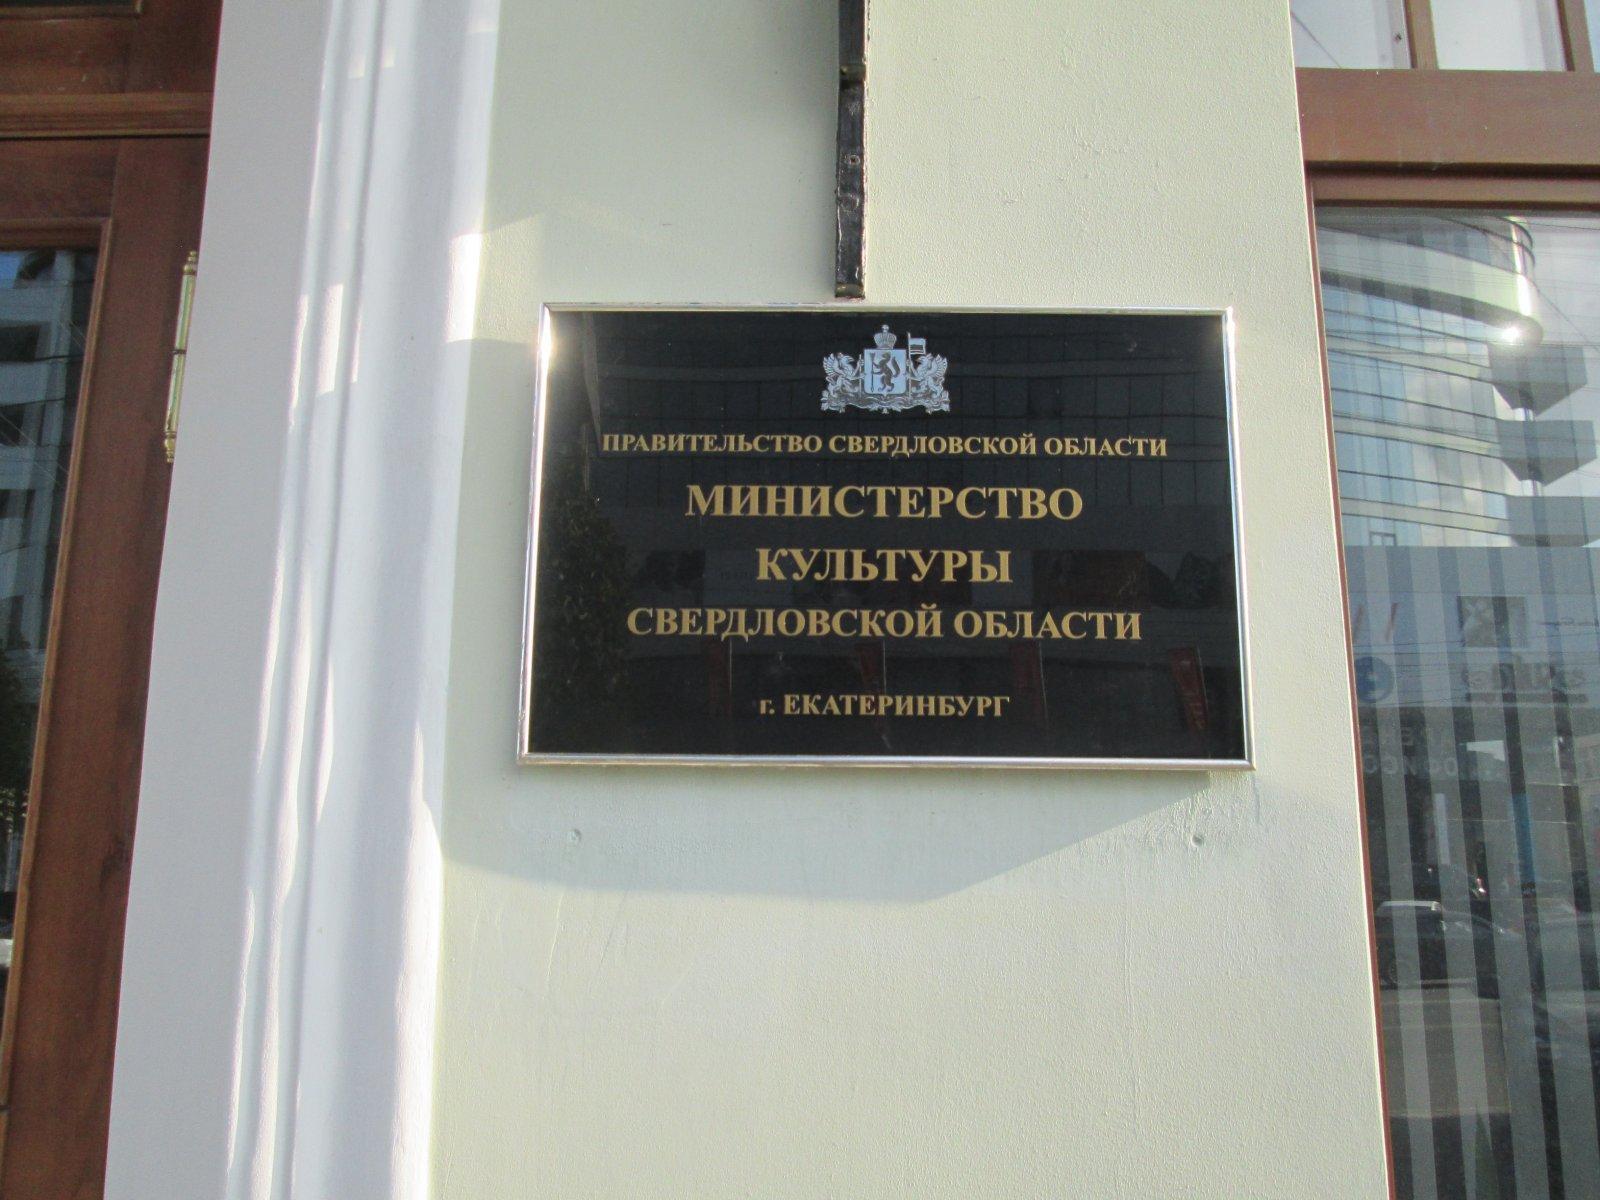 ПРАВИТЕЛЬСТВО СВЕРДЛОВСКОЙ ОБЛАСТИ
МИНИСТЕРСТВО
КУЛЬТУРЫ
СВЕРДЛОВСКОЙ ОБЛАСТИ
г. ЕКАТЕРИНБУРГ